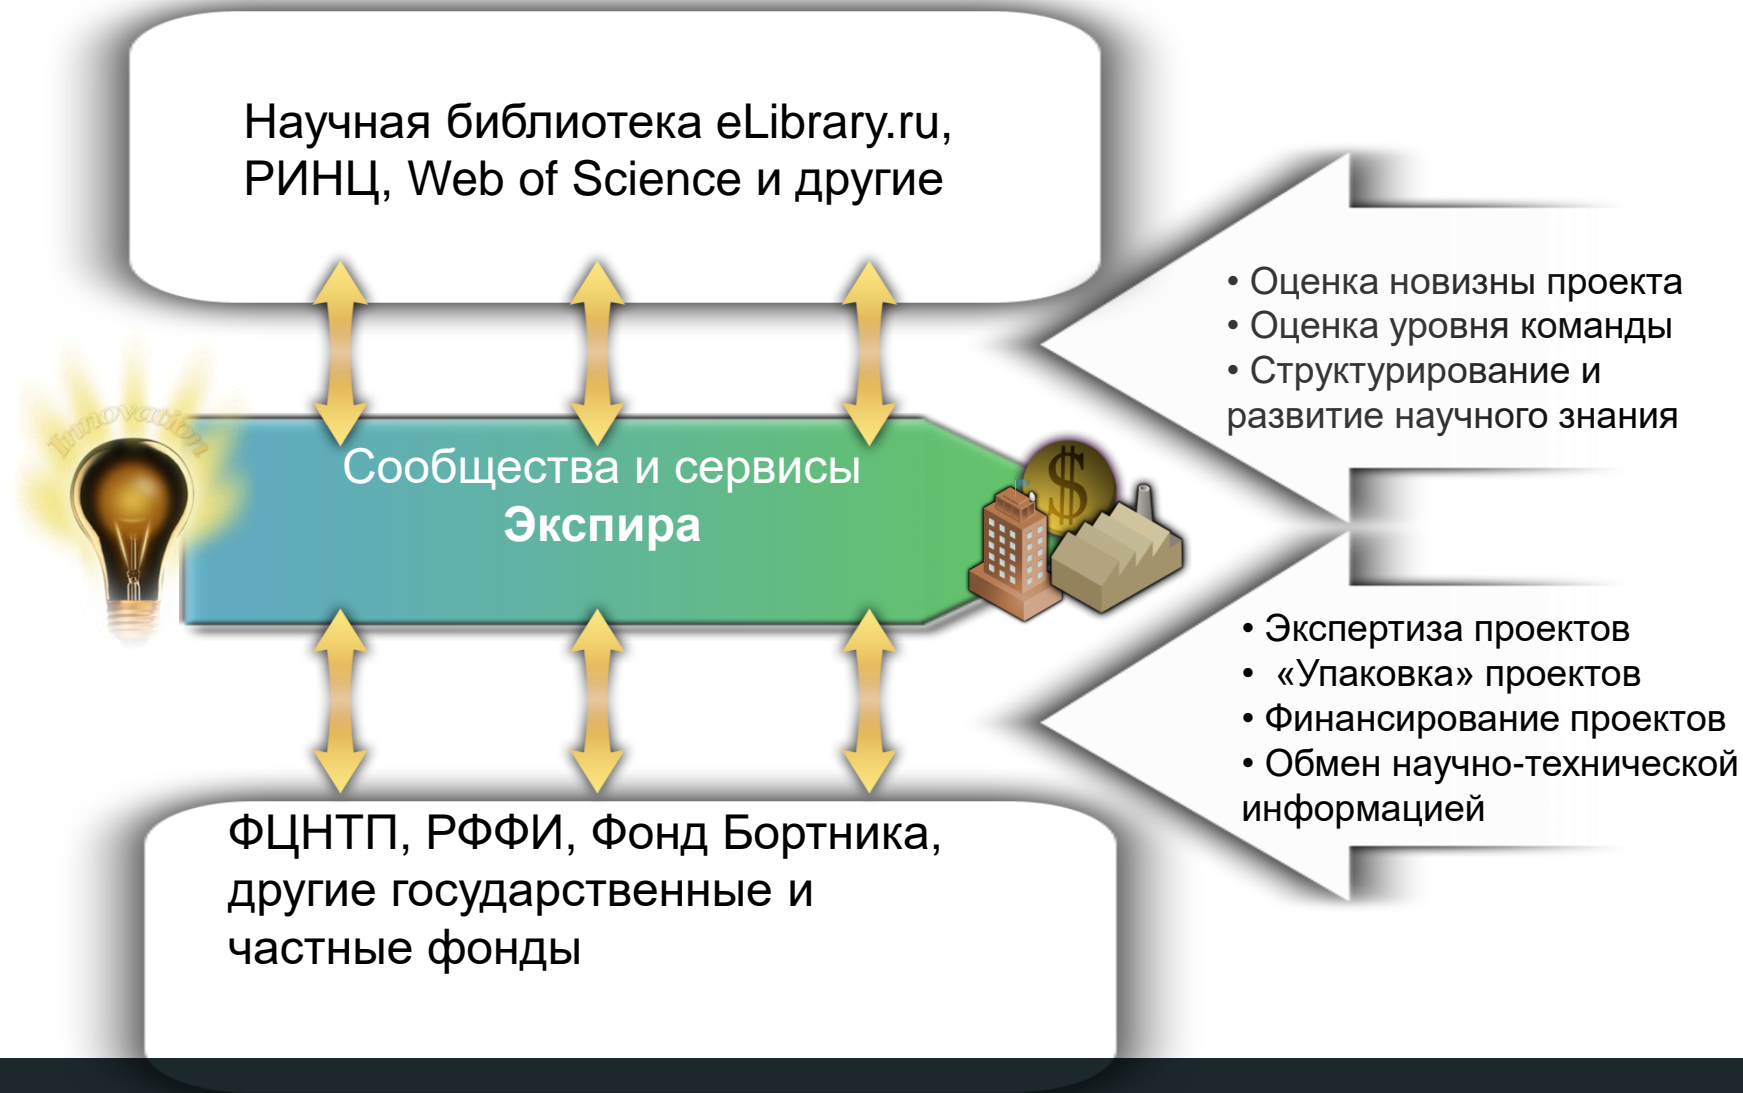 Научная библиотека eLibrary.ru,
РИНЦ, Web of Science и другие
• Оценка новизны проекта
• Оценка уровня команды
• Структурирование и
развитие научного знания
Innovation
Сообщества и сервисы
Экспира
$
• Экспертиза проектов
• «Упаковка» проектов
• Финансирование проектов
• Обмен научно-технической
информацией
ФЦНТП, РФФИ, Фонд Бортника,
другие государственные и
частные фонды